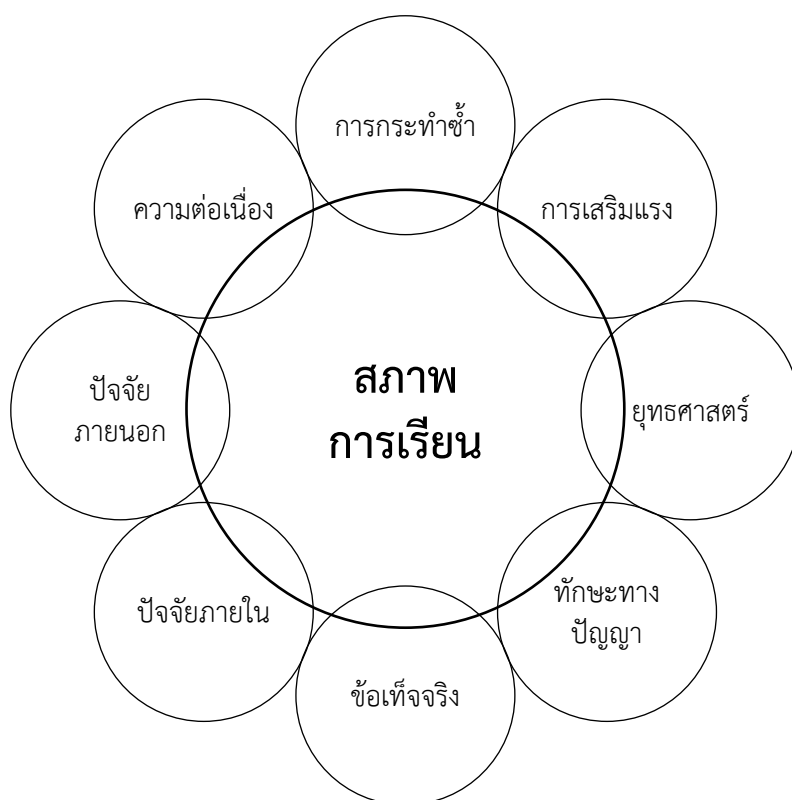 การกระทำซ้ำ
ความต่อเนื่อง
การเสริมแรง
ปัจจัย
ภายนอก
สภาพ
การเรียน
ยุทธศาสตร์
ปัจจัยภายใน
ทักษะทาง
ปัญญา
ข้อเท็จจริง